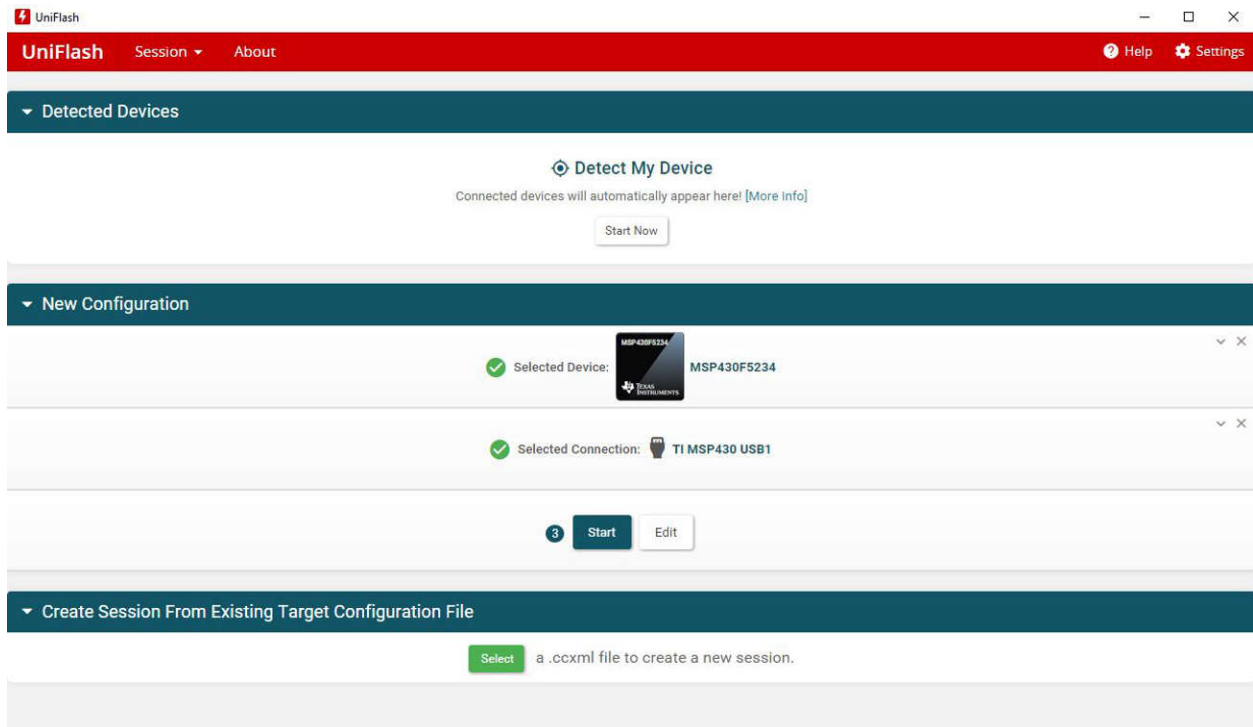 UniFlash
UniFlash Session About Help Settings
Detected Devices
Detect My Device
Connected devices will automatically appear here! [More Info]
Start Now
New Configuration
MSP430F5234
Selected Device: MSP430F5234
TEXAS
INSTRUMENTS
Selected Connection: TI MSP430 USB1
3 Start Edit
Create Session From Existing Target Configuration File
Select a .ccxml file to create a new session.